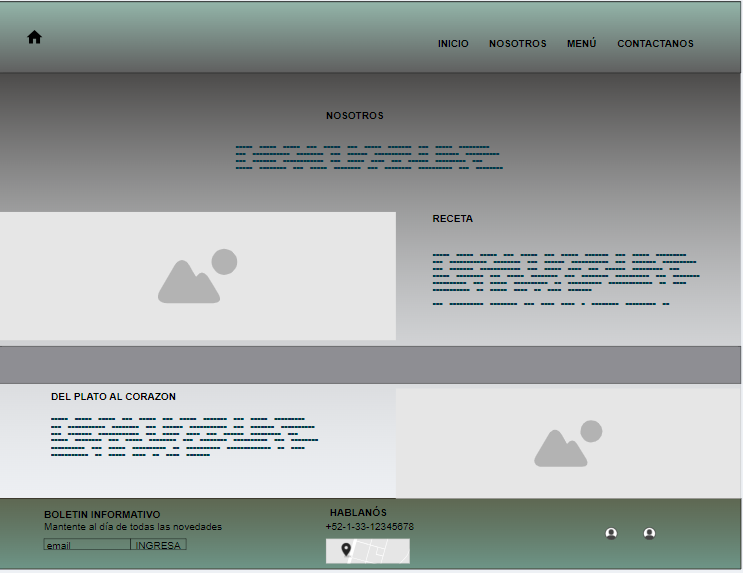 INICIO NOSOTROS MENÚ CONTACTANOS
NOSOTROS
RECETA
DEL PLATO AL CORAZON
BOLETIN INFORMATIVO
Mantente al día de todas las novedades
email INGRESA
HABLANÓS
+52-1-33-12345678